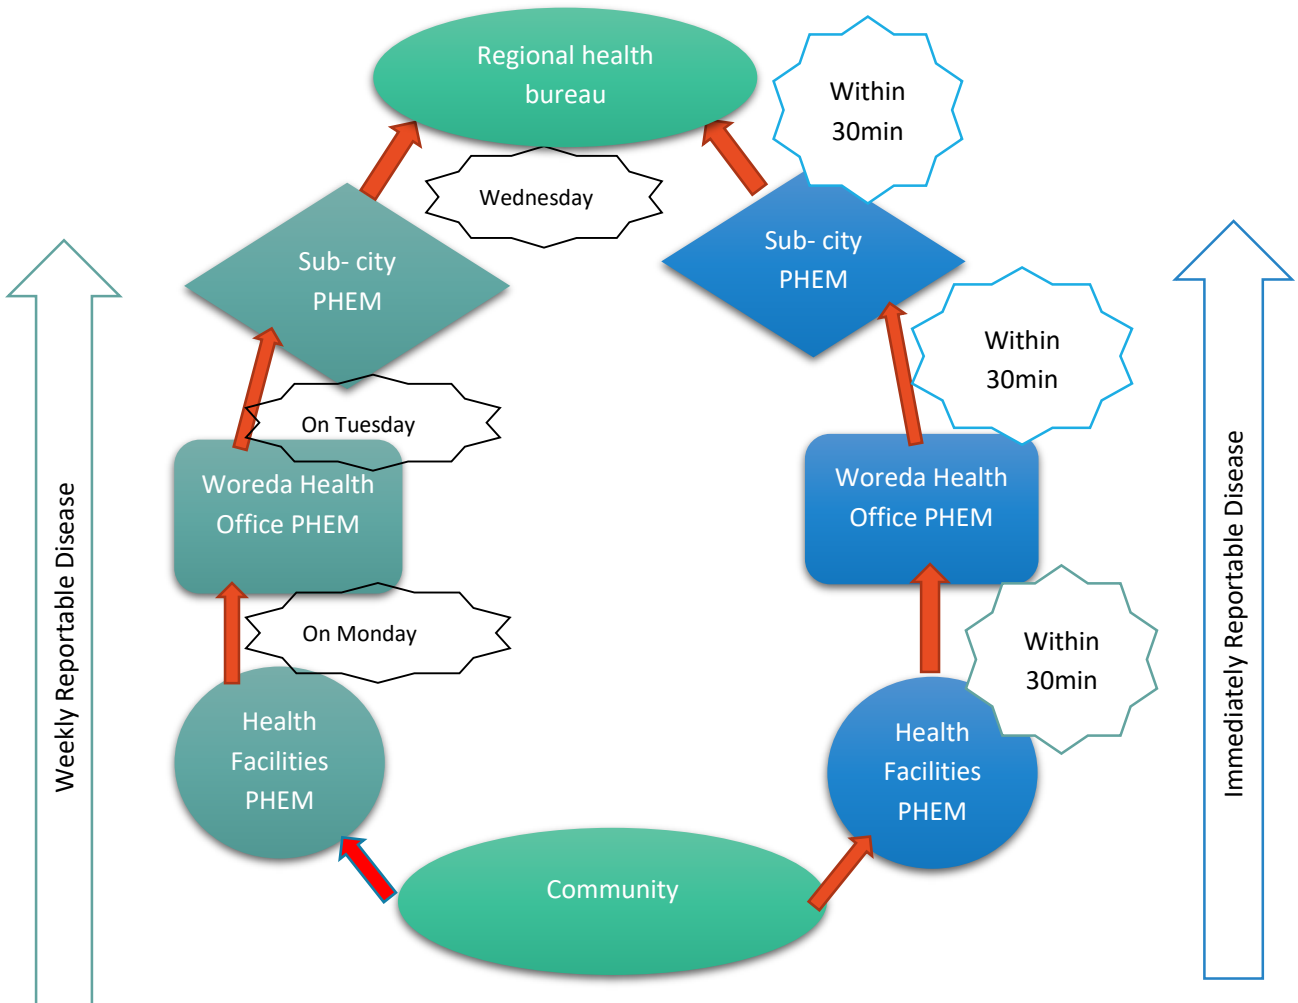 Regional health
bureau
Within
30min
Wednesday
Sub- city
PHEM
Sub- city
PHEM
Within
30min
On Tuesday
Woreda Health
Office PHEM
Woreda Health
Office PHEM
On Monday
Within
30min
Health
Facilities
PHEM
Health
Facilities
PHEM
Community
Weekly Reportable Disease
Immediately Reportable Disease